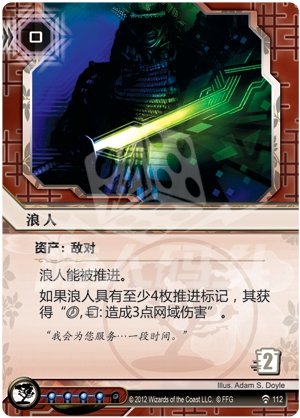 0
浪人
资产：敌对
浪人能被推进。
如果浪人具有至少4枚推进标记，其获
得“，：造成3点网域伤害”。
“我会为您服务...一段时间。”
2
Illus. Adam S. Doyle
© 2012 Wizards of the Coast LLC. © FFG 112